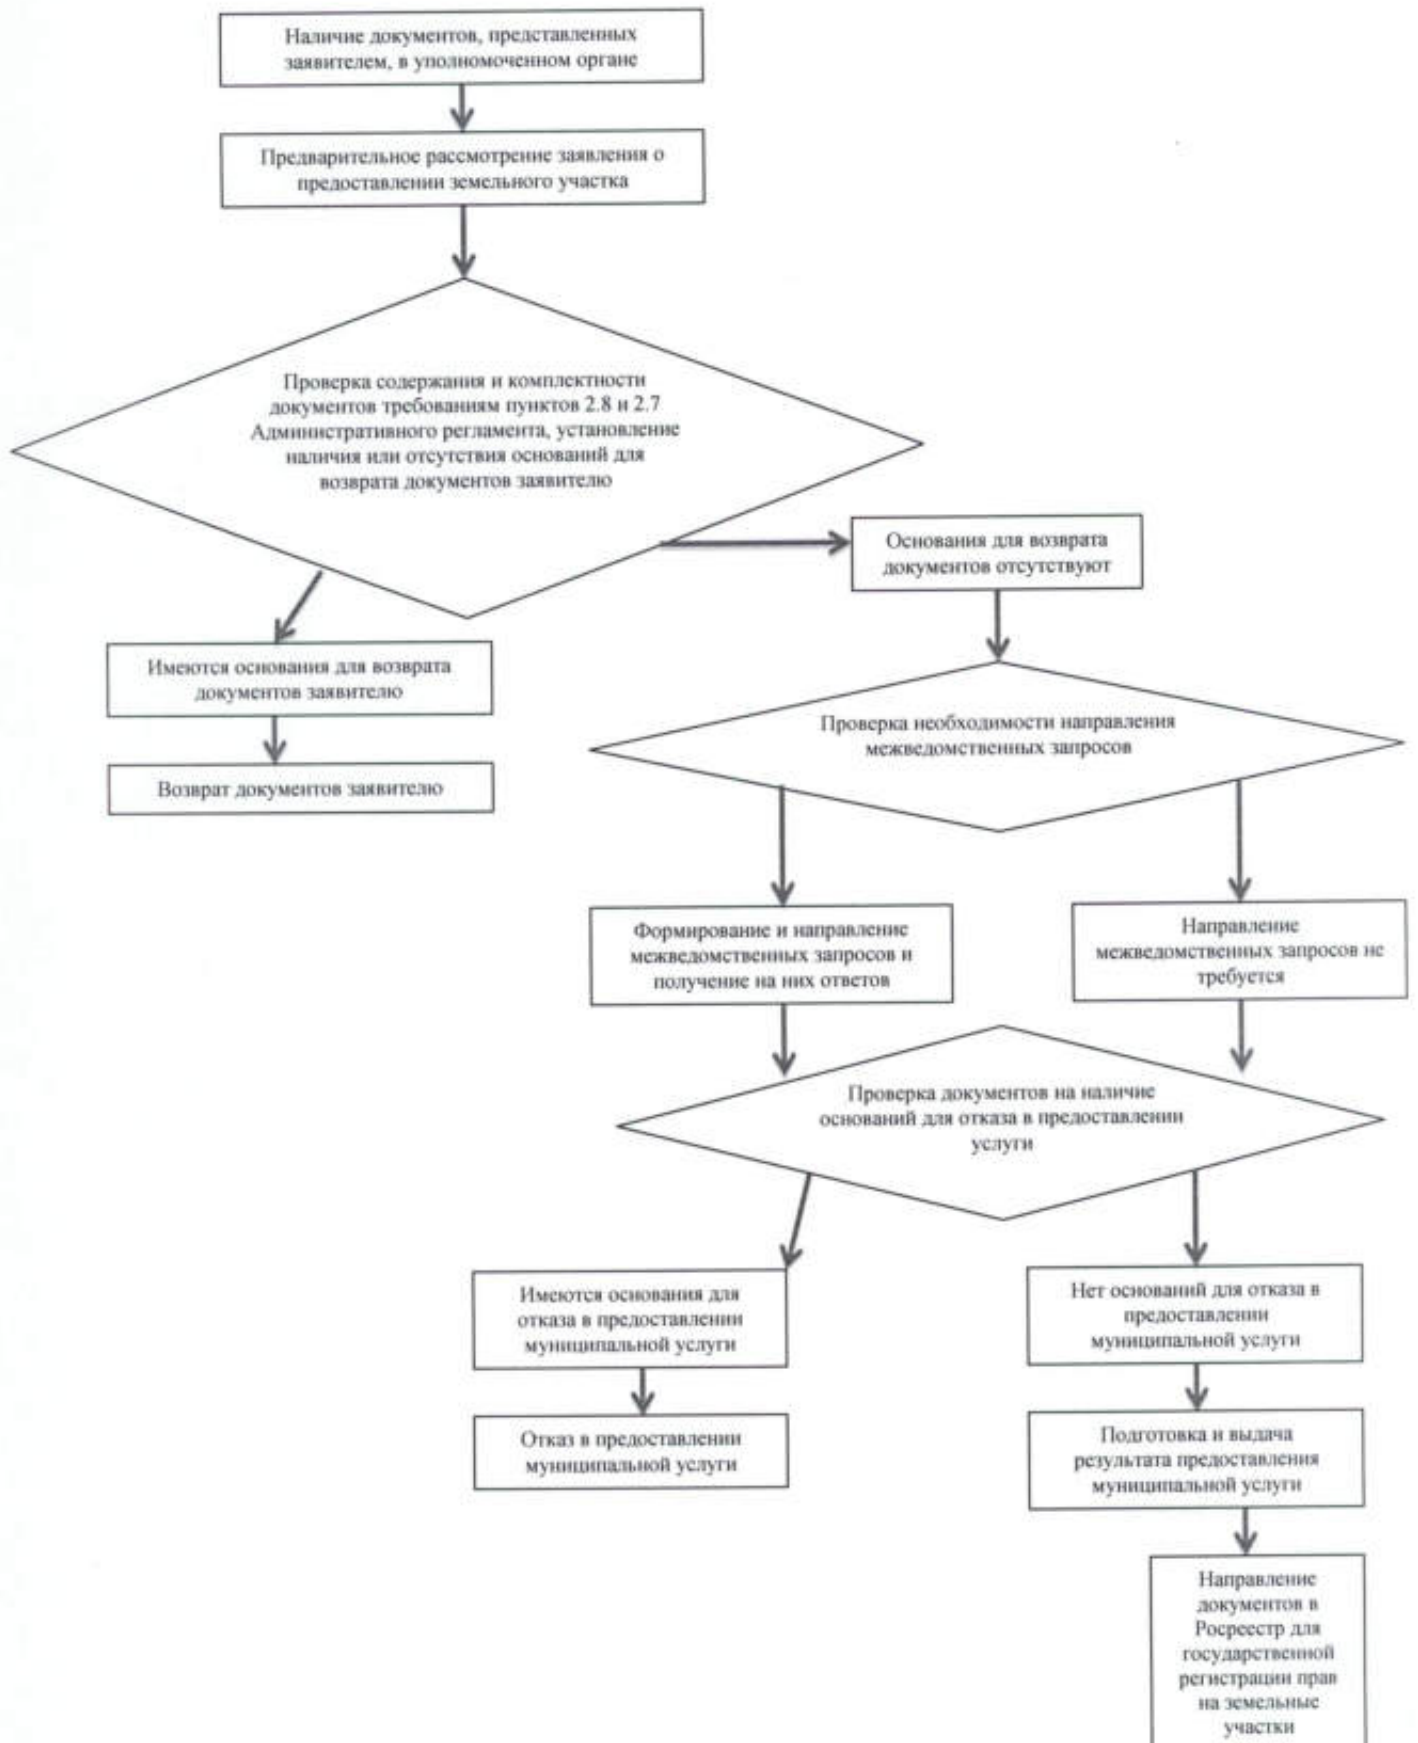 Наличие документов, представленных
заявителем, в уполномоченном органе
Предварительное рассмотрение заявления о
предоставлении земельного участка
Проверка содержания и комплектности
документов требованиям пунктов 2.8 и 2.7
Административного регламента, установление
наличия или отсутствия оснований для
возврата документов заявителю
Основания для возврата
документов отсутствуют
Имеются основания для возврата
документов заявителю
Возврат документов заявителю
Проверка необходимости направления
межведомственных запросов
Формирование и направление
межведомственных запросов и
получение на них ответов
Направление
межведомственных запросов не
требуется
Проверка документов на наличие
оснований для отказа в предоставлении
услуги
Имеются основания для
отказа в предоставлении
муниципальной услуги
Отказ в предоставлении
муниципальной услуги
Нет оснований для отказа в
предоставлении
муниципальной услуги
Подготовка и выдача
результата предоставления
муниципальной услуги
Направление
документов в
Росреестр для
государственной
регистрации прав
на земельные
участки